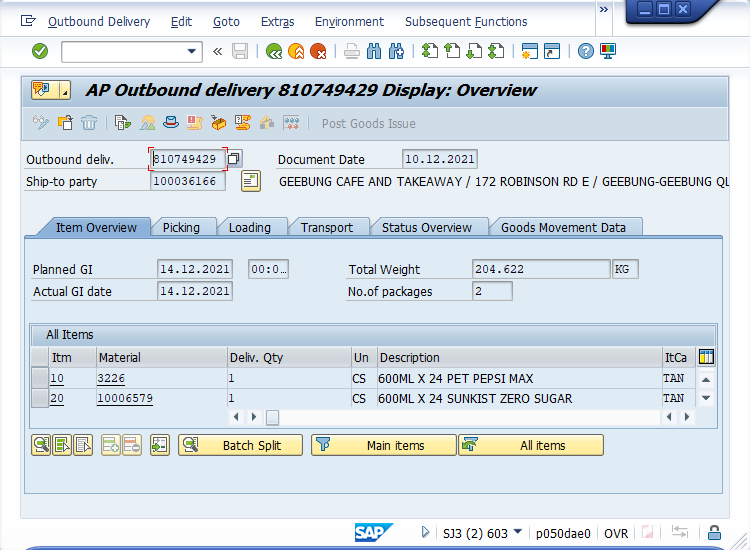 Outbound Delivery Edit Goto Extras Environment Subsequent Functions »
«
AP Outbound delivery 810749429 Display: Overview
Post Goods Issue
Outbound deliv. 810749429 Document Date 10.12.2021
Ship-to party 100036166 GEEBUNG CAFE AND TAKEAWAY / 172 ROBINSON RD E / GEEBUNG-GEEBUNG QL
Item Overview Picking Loading Transport Status Overview Goods Movement Data
Planned GI 14.12.2021 00:0… Total Weight 204.622 KG
Actual GI date 14.12.2021 No.of packages 2
All Items
Itm Material Deliv. Qty Un Description ItCa
10 3226 1 CS 600ML X 24 PET PEPSI MAX TAN
20 10006579 1 CS 600ML X 24 SUNKIST ZERO SUGAR TAN
Batch Split Main items All items
SAP SJ3 (2) 603 p050dae0 OVR